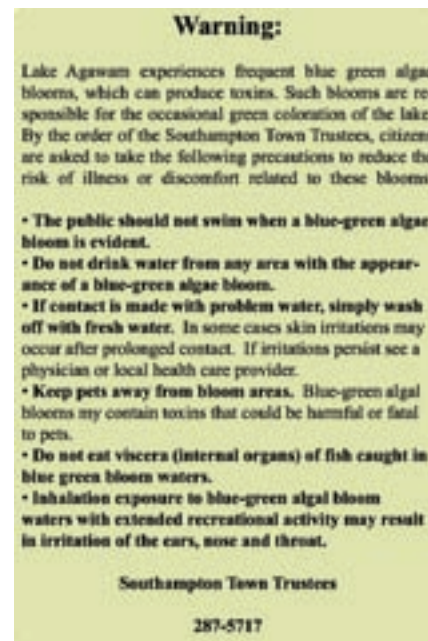 Warning:
Lake Agawam experiences frequent blue green algae
blooms, which can produce toxins. Such blooms are re-
sponsible for the occasional green coloration of the lake.
By the order of the Southampton Town Trustees, citizens
are asked to take the following precautions to reduce the
risk of illness or discomfort related to these blooms
• The public should not swim when a blue-green algae
bloom is evident.
• Do not drink water from any area with the appear-
ance of a blue-green algae bloom.
• If contact is made with problem water, simply wash
off with fresh water. In some cases skin irritations may
occur after prolonged contact. If irritations persist see a
physician or local health care provider.
• Keep pets away from bloom areas. Blue-green algal
blooms my contain toxins that could be harmful or fatal
to pets.
• Do not eat viscera (internal organs) of fish caught in
blue green bloom waters.
• Inhalation exposure to blue-green algal bloom
waters with extended recreational activity may result
in irritation of the ears, nose and throat.
Southampton Town Trustees
287-5717